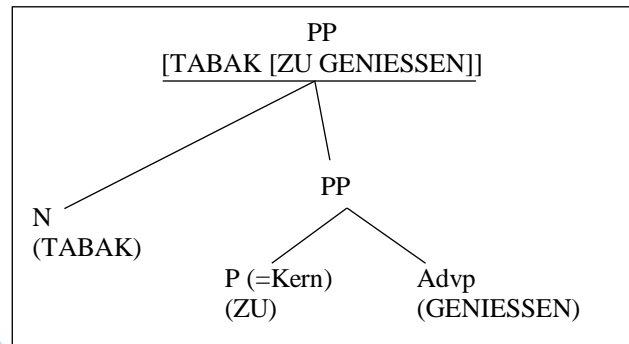 PP
[TABAK [ZU GENIESSEN]]
PP
N
(TABAK)
P (=Kern) Advp
(ZU) (GENIESSEN)